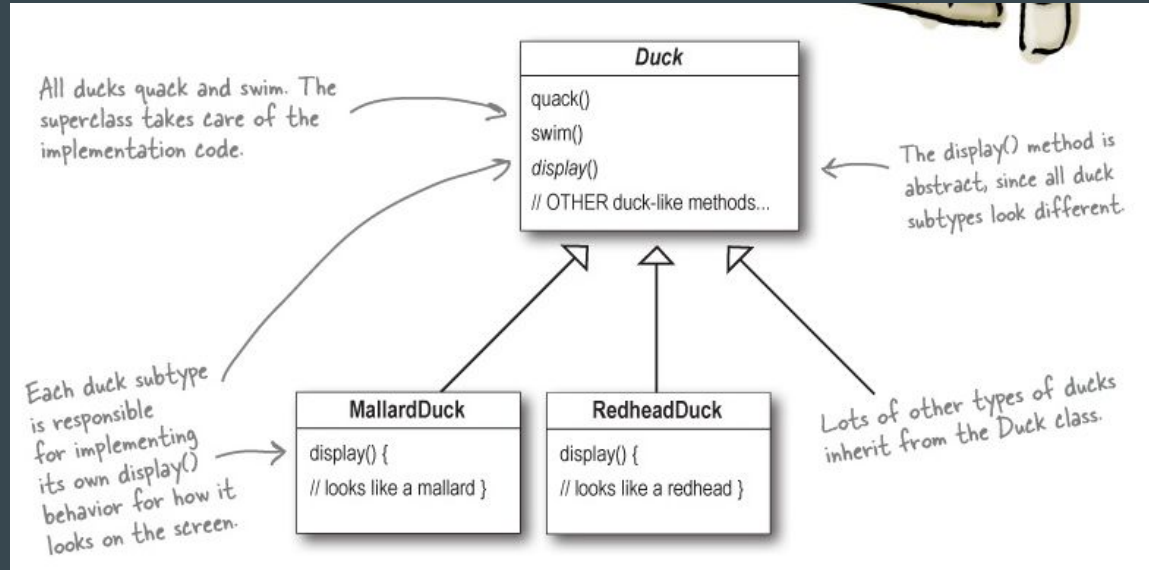 All ducks quack and swim. The
superclass takes care of the
implementation code.
Duck
quack()
swim()
display()
// OTHER duck-like methods...
The display() method is
abstract, since all duck
subtypes look different.
Each duck subtype
is responsible
for implementing
its own display()
behavior for how it
looks on the screen.
MallardDuck
display() {
// looks like a mallard }
RedheadDuck
display() {
// looks like a redhead }
Lots of other types of ducks
inherit from the Duck class.